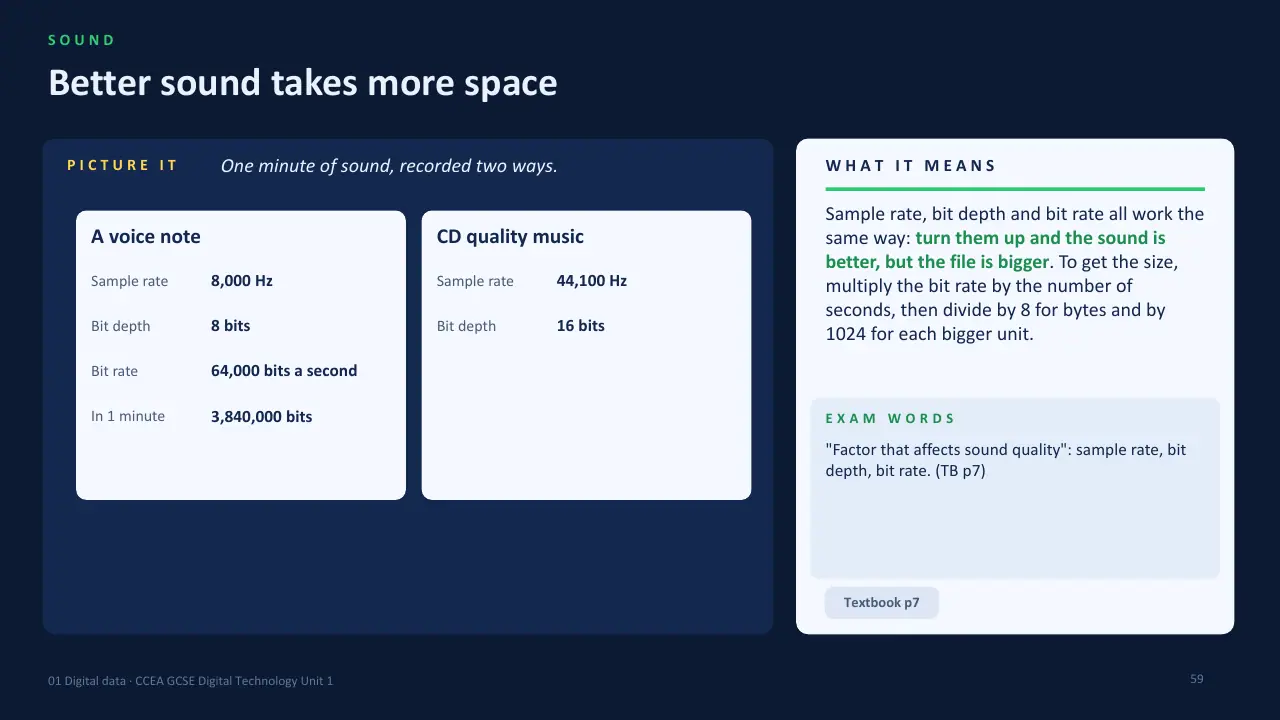 SOUND
Better sound takes more space
PICTURE IT
One minute of sound, recorded two ways.
A voice note
Sample rate 8,000 Hz
Bit depth 8 bits
Bit rate 64,000 bits a second
In 1 minute 3,840,000 bits
CD quality music
Sample rate 44,100 Hz
Bit depth 16 bits
WHAT IT MEANS
Sample rate, bit depth and bit rate all work the
same way: turn them up and the sound is
better, but the file is bigger. To get the size,
multiply the bit rate by the number of
seconds, then divide by 8 for bytes and by
1024 for each bigger unit.
EXAM WORDS
"Factor that affects sound quality": sample rate, bit
depth, bit rate. (TB p7)
Textbook p7
01 Digital data · CCEA GCSE Digital Technology Unit 1
59